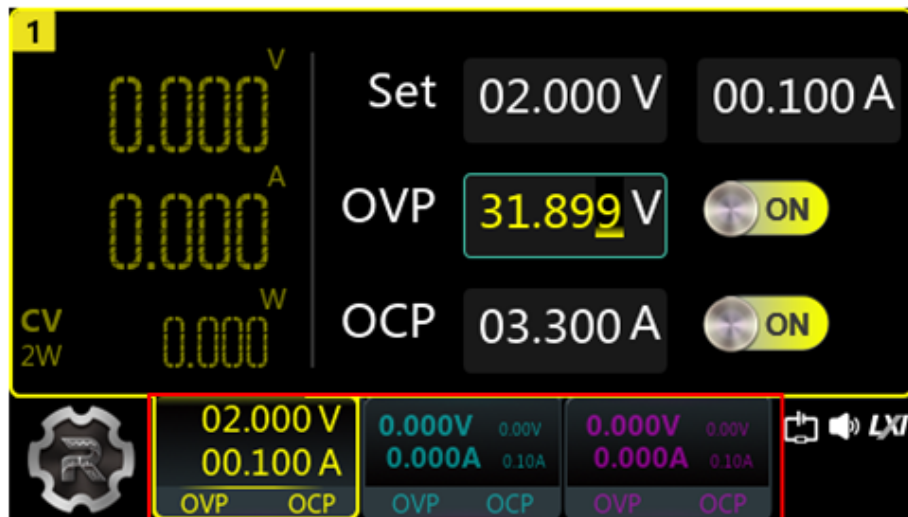 1
0.000 V
Set 02.000 V 00.100 A
0.000 A
OVP 31.899 V ON
0.000 W
CV
2W
OCP 03.300 A ON
02.000 V
00.100 A
OVP OCP
0.000V 0.00V
0.000A 0.10A
OVP OCP
0.000V 0.00V
0.000A 0.10A
OVP OCP
R
LXI